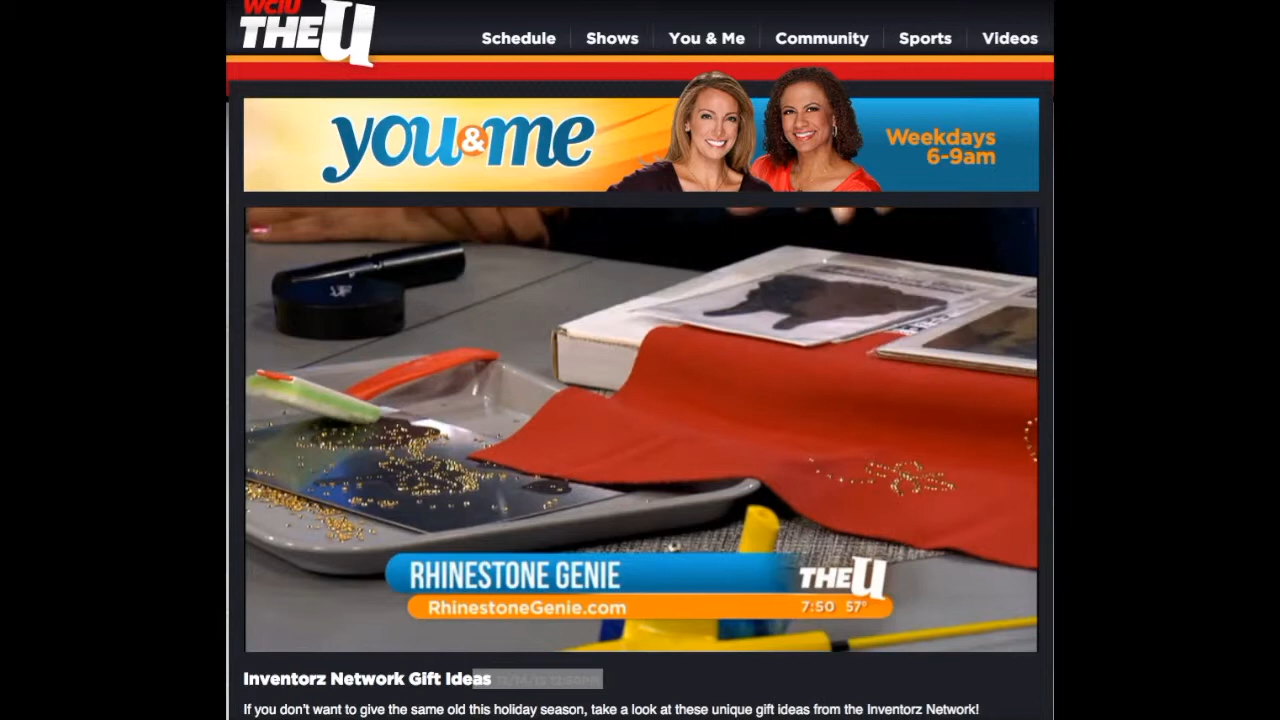 WCIU
THE U
Schedule Shows You & Me Community Sports Videos
you & me
Weekdays
6-9am
RHINESTONE GENIE
THE U
RhinestoneGenie.com
7:50 57°
Inventorz Network Gift Ideas
If you don't want to give the same old this holiday season, take a look at these unique gift ideas from the Inventorz Network!